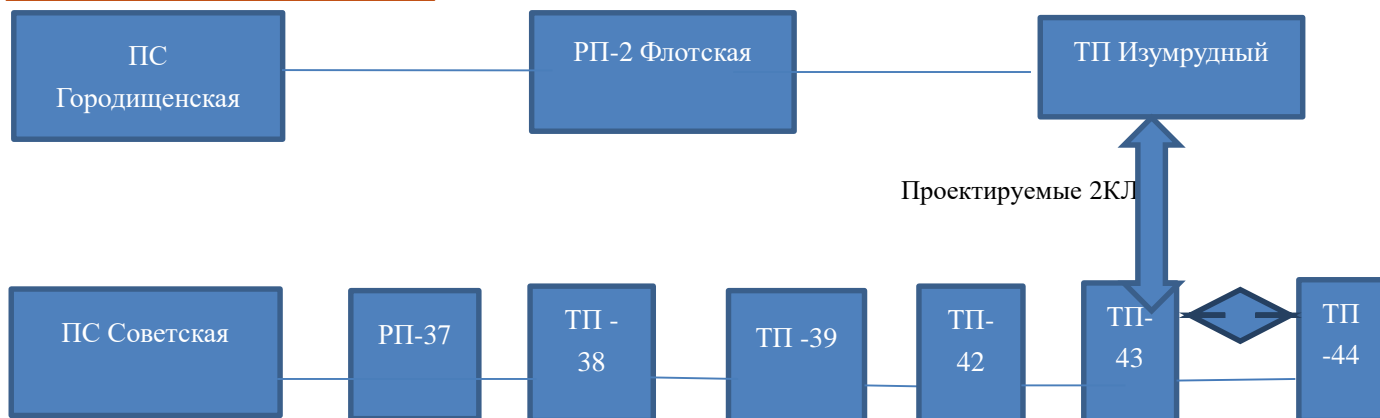 ПС
Городищенская
РП-2 Флотская
ТП Изумрудный
Проектируемые 2КЛ
ПС Советская
РП-37
ТП -
38
ТП -39
ТП-
42
ТП-
43
ТП
-44